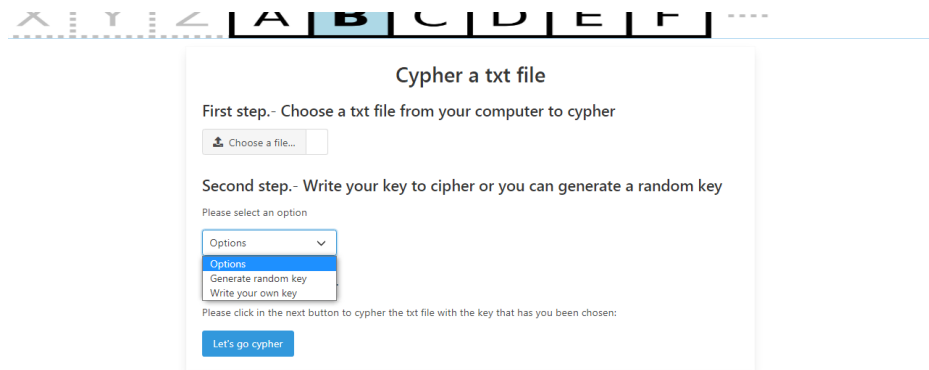 X Y Z A B C D E F
Cypher a txt file
First step.- Choose a txt file from your computer to cypher
Choose a file...
Second step.- Write your key to cipher or you can generate a random key
Please select an option
Options
Options
Generate random key
Write your own key
Please click in the next button to cypher the txt file with the key that has you been chosen:
Let's go cypher